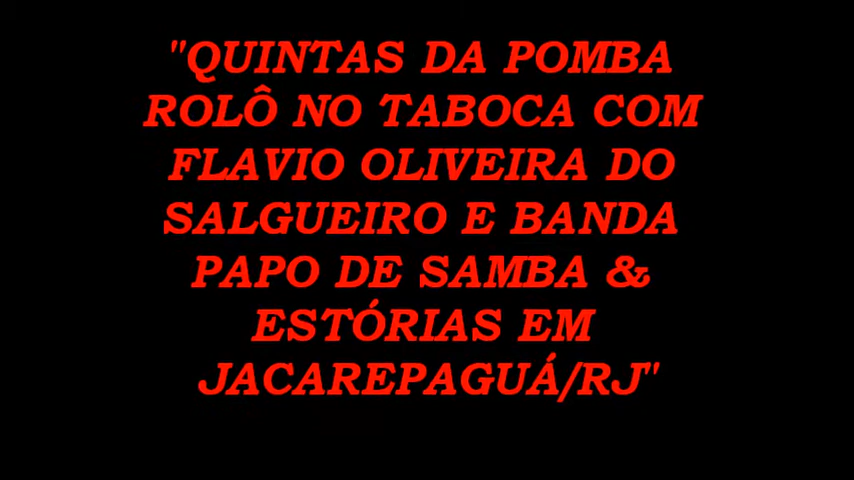 "QUINTAS DA POMBA
ROLÔ NO TABOCA COM
FLAVIO OLIVEIRA DO
SALGUEIRO E BANDA
PAPO DE SAMBA &
ESTÓRIAS EM
JACAREPAGUÁ/RJ"